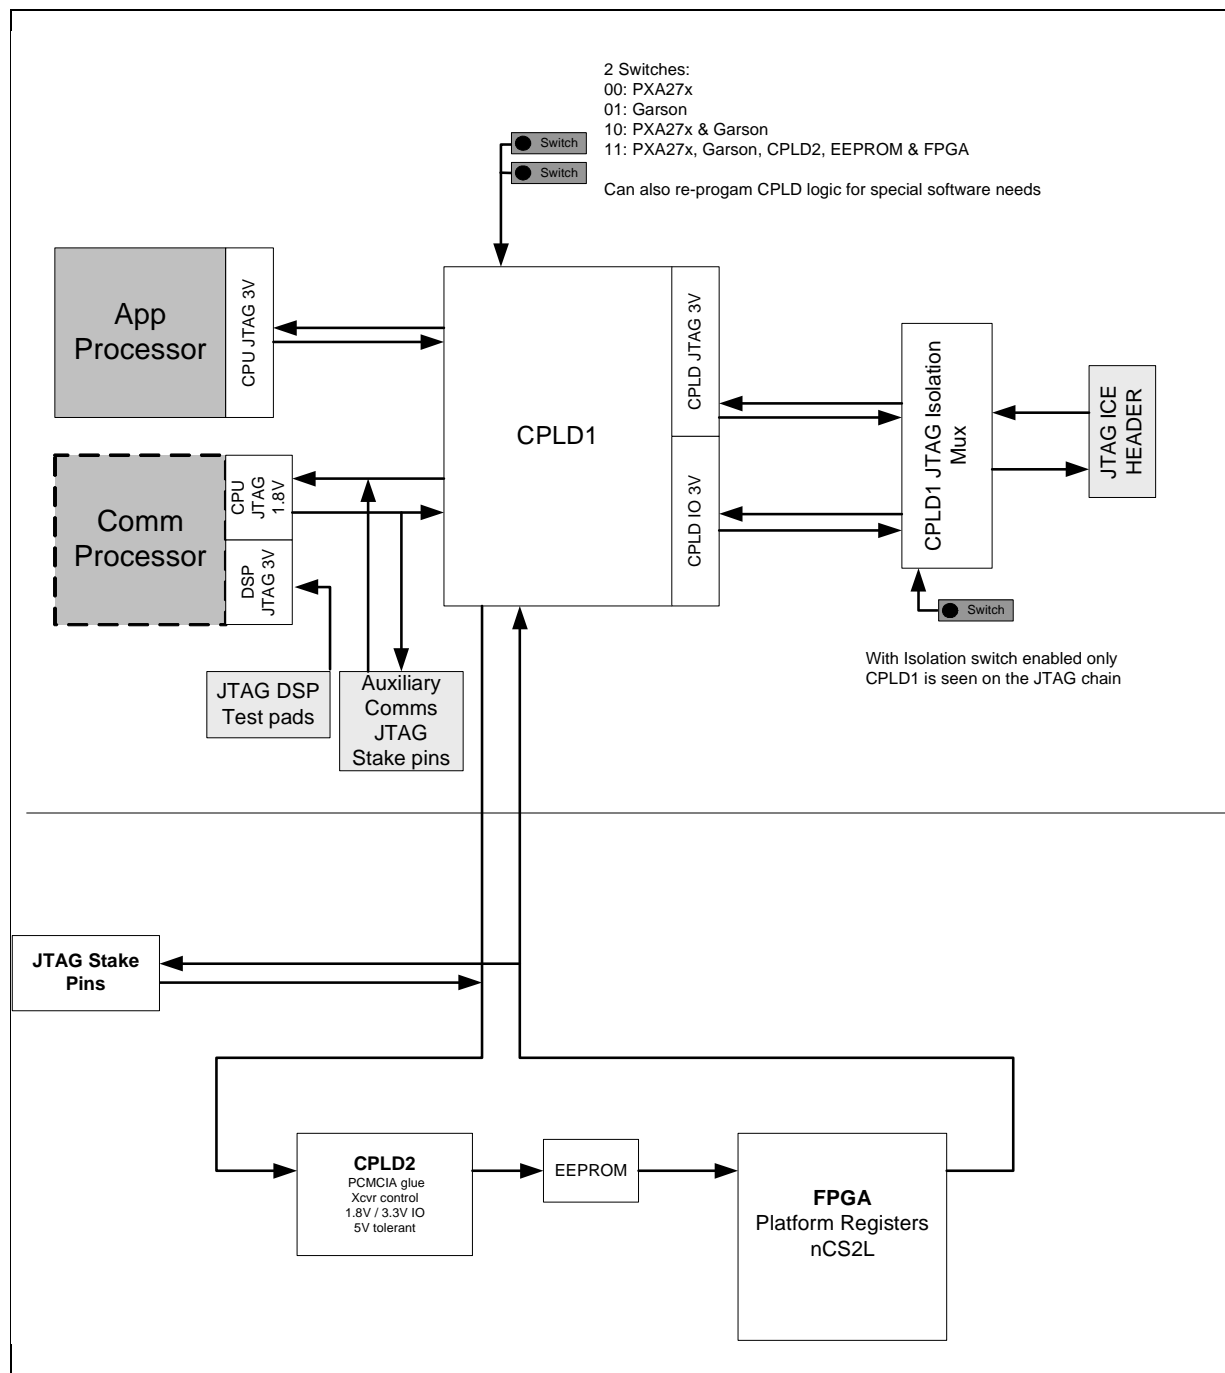 2 Switches:
00: PXA27x
01: Garson
10: PXA27x & Garson
11: PXA27x, Garson, CPLD2, EEPROM & FPGA
Can also re-progam CPLD logic for special software needs
Switch
Switch
App
Processor
CPU JTAG 3V
CPLD1
CPLD JTAG 3V
CPLD IO 3V
CPLD1 JTAG Isolation
Mux
JTAG ICE
HEADER
Comm
Processor
CPU
JTAG
1.8V
DSP
JTAG 3V
Switch
With Isolation switch enabled only
CPLD1 is seen on the JTAG chain
JTAG DSP
Test pads
Auxiliary
Comms
JTAG
Stake pins
JTAG Stake
Pins
CPLD2
PCMCIA glue
Xcvr control
1.8V / 3.3V IO
5V tolerant
EEPROM
FPGA
Platform Registers
nCS2L